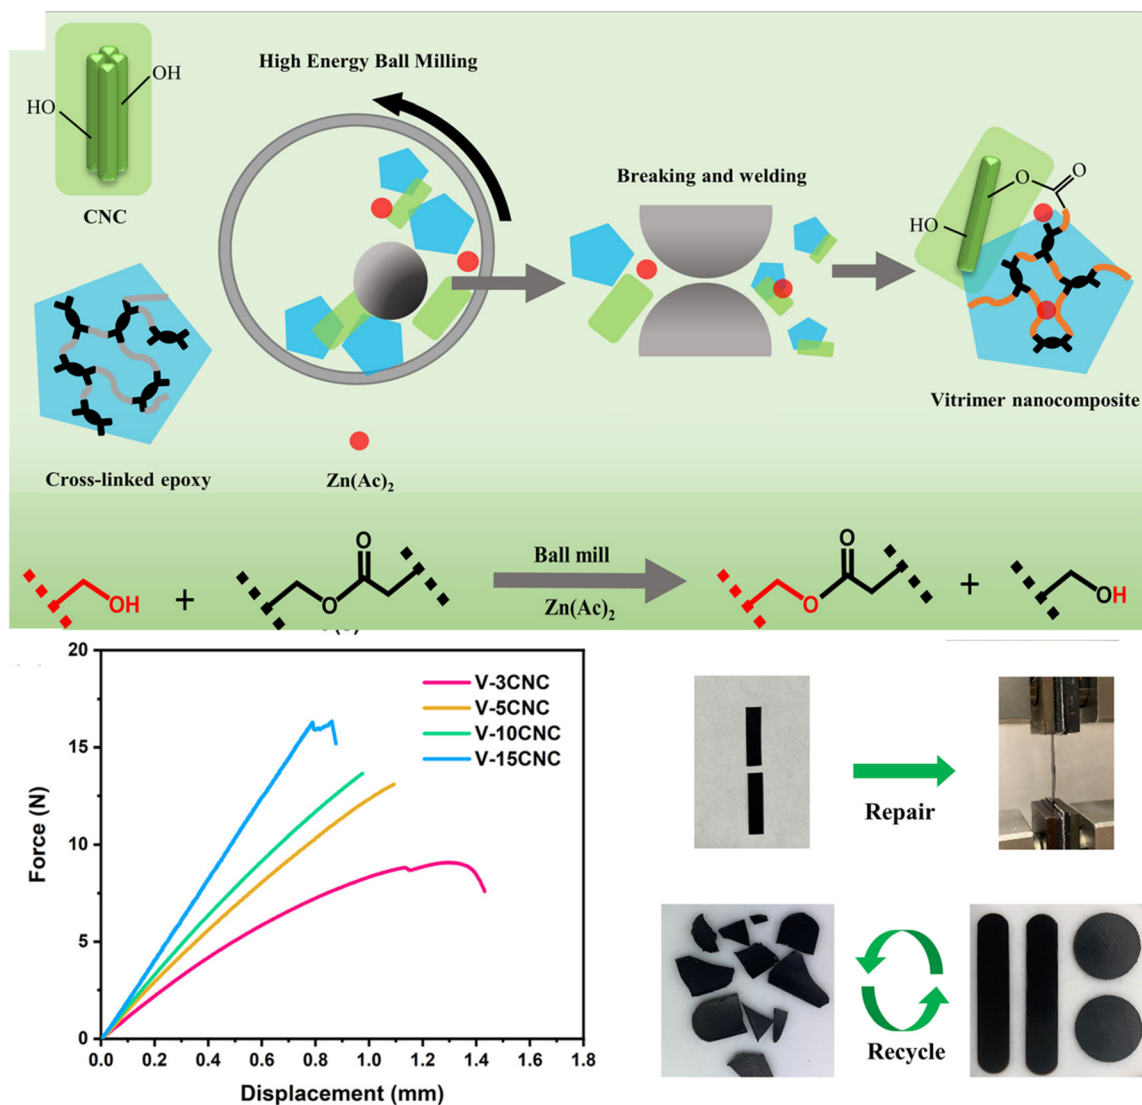 HO
OH
CNC
High Energy Ball Milling
Breaking and welding
HO
O
O
Vitrimer nanocomposite
Cross-linked epoxy
Zn(Ac)2
OH
+
O
O
Ball mill
Zn(Ac)2
O
O
+
OH
20
15
10
5
0
Force (N)
V-3CNC
V-5CNC
V-10CNC
V-15CNC
0.0 0.2 0.4 0.6 0.8 1.0 1.2 1.4 1.6 1.8
Displacement (mm)
Repair
Recycle